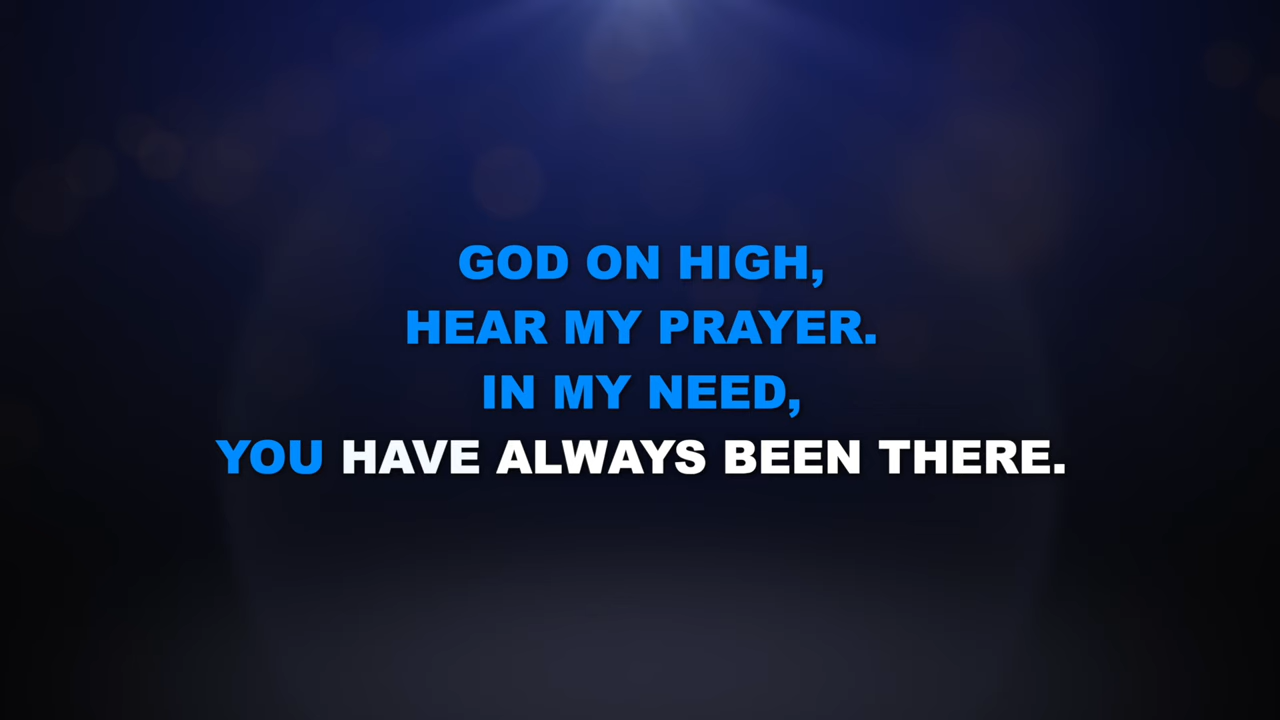 GOD ON HIGH,
HEAR MY PRAYER.
IN MY NEED,
YOU HAVE ALWAYS BEEN THERE.